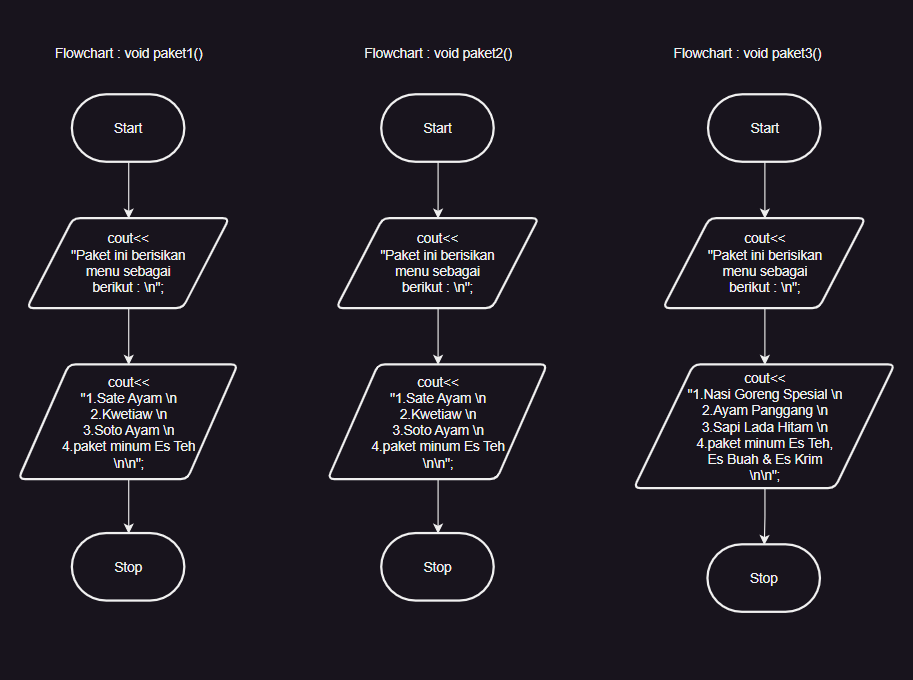 Flowchart : void paket1()
Start
cout<<
"Paket ini berisikan
menu sebagai
berikut : \n";
cout<<
"1.Sate Ayam \n
2.Kwetiaw \n
3.Soto Ayam \n
4.paket minum Es Teh
\n\n";
Stop
Flowchart : void paket2()
Start
cout<<
"Paket ini berisikan
menu sebagai
berikut : \n";
cout<<
"1.Sate Ayam \n
2.Kwetiaw \n
3.Soto Ayam \n
4.paket minum Es Teh
\n\n";
Stop
Flowchart : void paket3()
Start
cout<<
"Paket ini berisikan
menu sebagai
berikut : \n";
cout<<
"1.Nasi Goreng Spesial \n
2.Ayam Panggang \n
3.Sapi Lada Hitam \n
4.paket minum Es Teh,
Es Buah & Es Krim
\n\n";
Stop